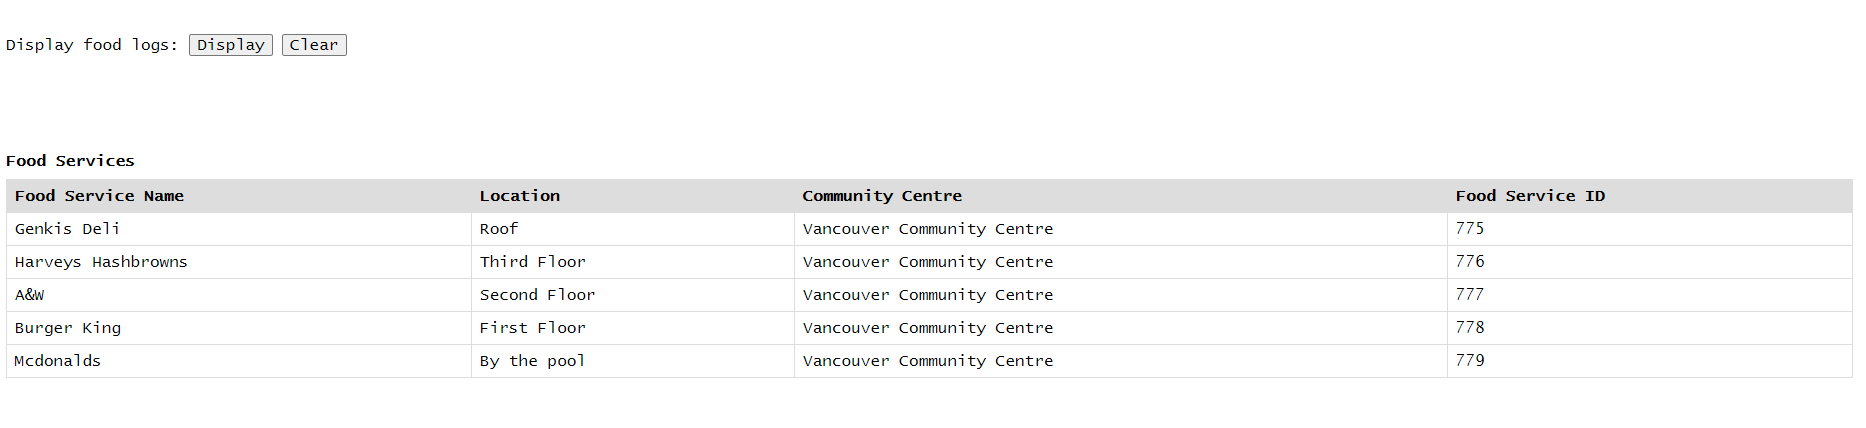 Display food logs: Display Clear
Food Services
Food Service Name Location Community Centre Food Service ID
Genkis Deli Roof Vancouver Community Centre 775
Harveys Hashbrowns Third Floor Vancouver Community Centre 776
A&W Second Floor Vancouver Community Centre 777
Burger King First Floor Vancouver Community Centre 778
Mcdonalds By the pool Vancouver Community Centre 779